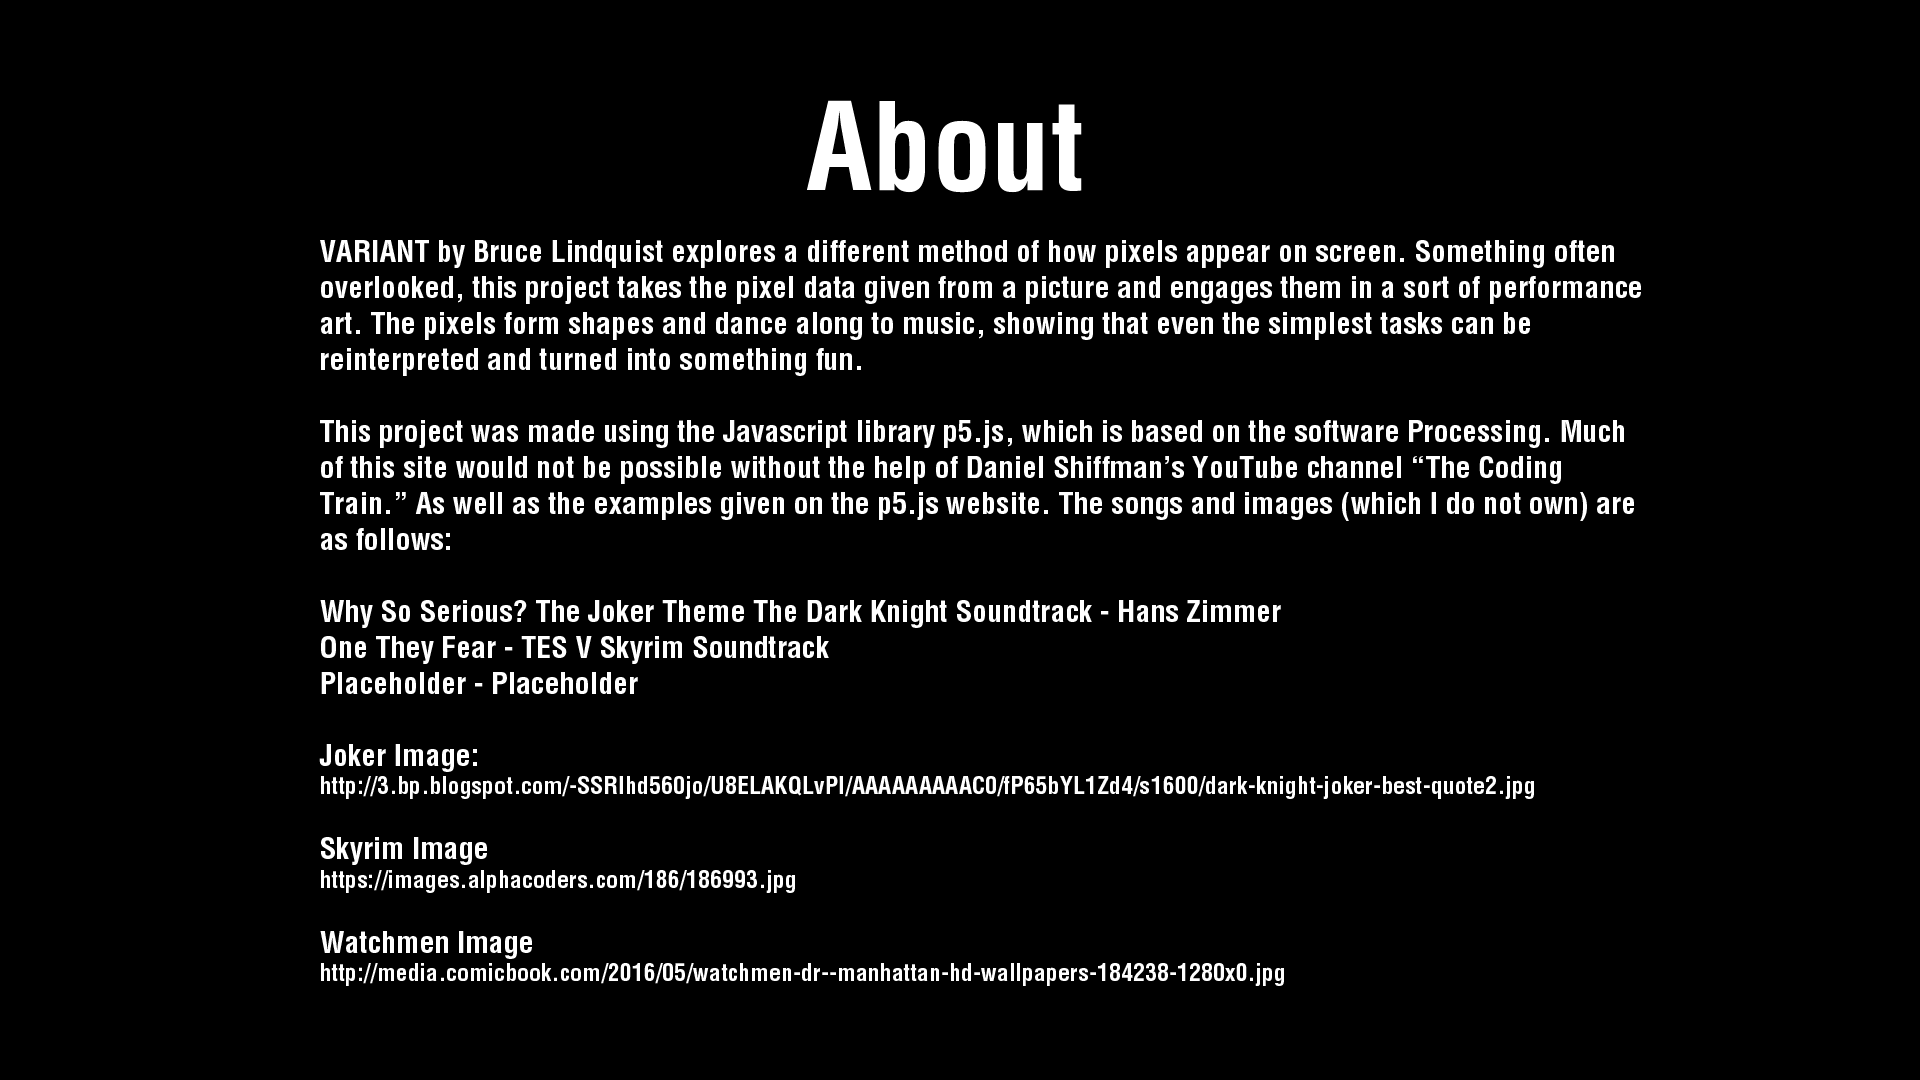 About
VARIANT by Bruce Lindquist explores a different method of how pixels appear on screen. Something often
overlooked, this project takes the pixel data given from a picture and engages them in a sort of performance
art. The pixels form shapes and dance along to music, showing that even the simplest tasks can be
reinterpreted and turned into something fun.
This project was made using the Javascript library p5.js, which is based on the software Processing. Much
of this site would not be possible without the help of Daniel Shiffman’s YouTube channel “The Coding
Train.” As well as the examples given on the p5.js website. The songs and images (which I do not own) are
as follows:
Why So Serious? The Joker Theme The Dark Knight Soundtrack - Hans Zimmer
One They Fear - TES V Skyrim Soundtrack
Placeholder - Placeholder
Joker Image:
http://3.bp.blogspot.com/-SSRIhd560jo/U8ELAKQLvPI/AAAAAAAAAC0/fP65bYL1Zd4/s1600/dark-knight-joker-best-quote2.jpg
Skyrim Image
https://images.alphacoders.com/186/186993.jpg
Watchmen Image
http://media.comicbook.com/2016/05/watchmen-dr--manhattan-hd-wallpapers-184238-1280x0.jpg